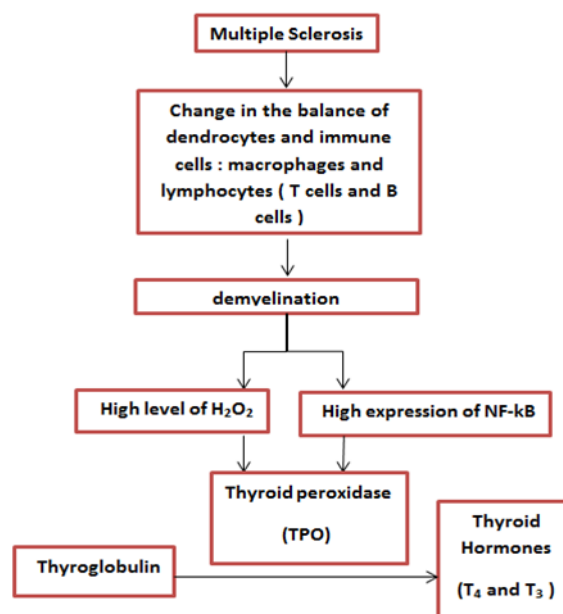 Multiple Sclerosis
Change in the balance of
dendrocytes and immune
cells : macrophages and
lymphocytes ( T cells and B
cells )
demyelination
High level of H₂O₂
High expression of NF-kB
Thyroid peroxidase
(TPO)
Thyroglobulin
Thyroid
Hormones
(T₄ and T₃ )